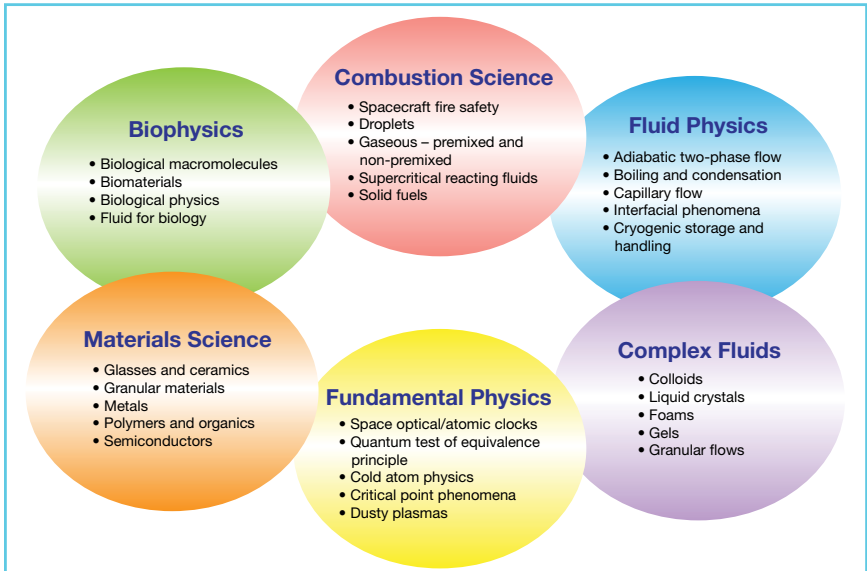 Combustion Science
• Spacecraft fire safety
• Droplets
• Gaseous – premixed and
non-premixed
• Supercritical reacting fluids
• Solid fuels
Biophysics
• Biological macromolecules
• Biomaterials
• Biological physics
• Fluid for biology
Fluid Physics
• Adiabatic two-phase flow
• Boiling and condensation
• Capillary flow
• Interfacial phenomena
• Cryogenic storage and
handling
Materials Science
• Glasses and ceramics
• Granular materials
• Metals
• Polymers and organics
• Semiconductors
Fundamental Physics
• Space optical/atomic clocks
• Quantum test of equivalence
principle
• Cold atom physics
• Critical point phenomena
• Dusty plasmas
Complex Fluids
• Colloids
• Liquid crystals
• Foams
• Gels
• Granular flows